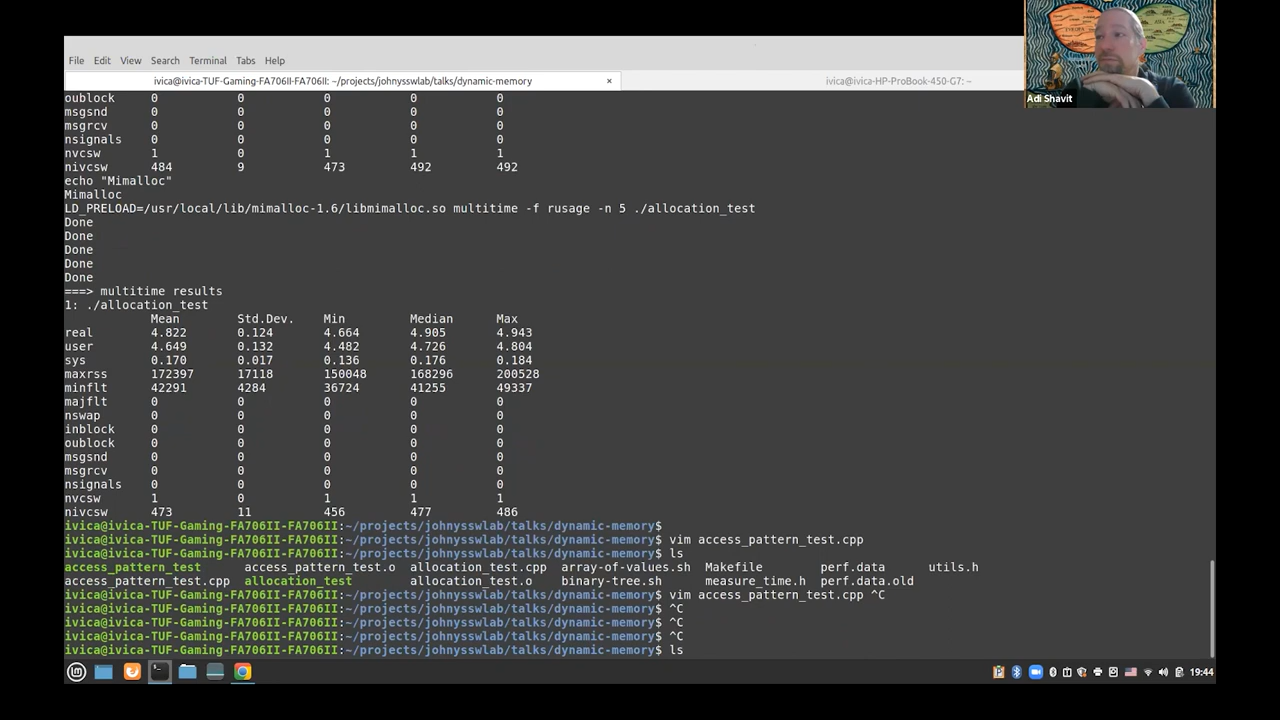 File Edit View Search Terminal Tabs Help
ivica@ivica-TUF-Gaming-FA706II-FA706II: ~/projects/johnysswlab/talks/dynamic-memory × ivica@ivica-HP-ProBook-450-G7: ~
Adi Shavit
oublock 0 0 0 0 0
msgsnd 0 0 0 0 0
msgrcv 0 0 0 0 0
nsignals 0 0 0 0 0
nvcsw 1 0 1 1 1
nivcsw 484 9 473 492 492
echo "Mimalloc"
Mimalloc
LD_PRELOAD=/usr/local/lib/mimalloc-1.6/libmimalloc.so multitime -f rusage -n 5 ./allocation_test
Done
Done
Done
Done
Done
===> multitime results
1: ./allocation_test
Mean Std.Dev. Min Median Max
real 4.822 0.124 4.664 4.905 4.943
user 4.649 0.132 4.482 4.726 4.804
sys 0.170 0.017 0.136 0.176 0.184
maxrss 172397 17118 150048 168296 200528
minflt 42291 4284 36724 41255 49337
majflt 0 0 0 0 0
nswap 0 0 0 0 0
inblock 0 0 0 0 0
oublock 0 0 0 0 0
msgsnd 0 0 0 0 0
msgrcv 0 0 0 0 0
nsignals 0 0 0 0 0
nvcsw 1 0 1 1 1
nivcsw 473 11 456 477 486
ivica@ivica-TUF-Gaming-FA706II-FA706II:~/projects/johnysswlab/talks/dynamic-memory$
ivica@ivica-TUF-Gaming-FA706II-FA706II:~/projects/johnysswlab/talks/dynamic-memory$ vim access_pattern_test.cpp
ivica@ivica-TUF-Gaming-FA706II-FA706II:~/projects/johnysswlab/talks/dynamic-memory$ ls
access_pattern_test access_pattern_test.o allocation_test.cpp array-of-values.sh Makefile perf.data utils.h
access_pattern_test.cpp allocation_test allocation_test.o binary-tree.sh measure_time.h perf.data.old
ivica@ivica-TUF-Gaming-FA706II-FA706II:~/projects/johnysswlab/talks/dynamic-memory$ vim access_pattern_test.cpp ^C
ivica@ivica-TUF-Gaming-FA706II-FA706II:~/projects/johnysswlab/talks/dynamic-memory$ ^C
ivica@ivica-TUF-Gaming-FA706II-FA706II:~/projects/johnysswlab/talks/dynamic-memory$ ^C
ivica@ivica-TUF-Gaming-FA706II-FA706II:~/projects/johnysswlab/talks/dynamic-memory$ ^C
ivica@ivica-TUF-Gaming-FA706II-FA706II:~/projects/johnysswlab/talks/dynamic-memory$ ls
19:44